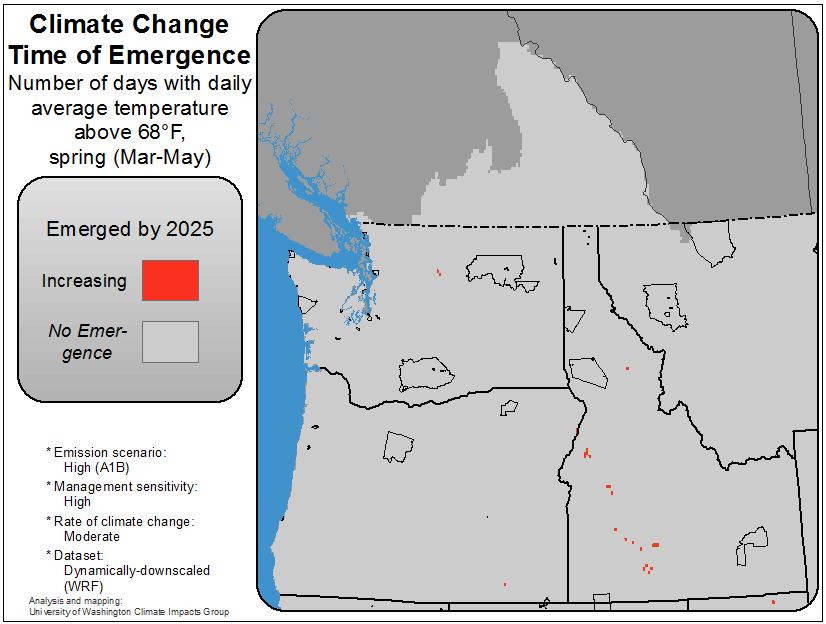 Climate Change
Time of Emergence
Number of days with daily
average temperature
above 68°F,
spring (Mar-May)
Emerged by 2025
Increasing
No Emer-
gence
* Emission scenario:
High (A1B)
* Management sensitivity:
High
* Rate of climate change:
Moderate
* Dataset:
Dynamically-downscaled
(WRF)
Analysis and mapping:
University of Washington Climate Impacts Group